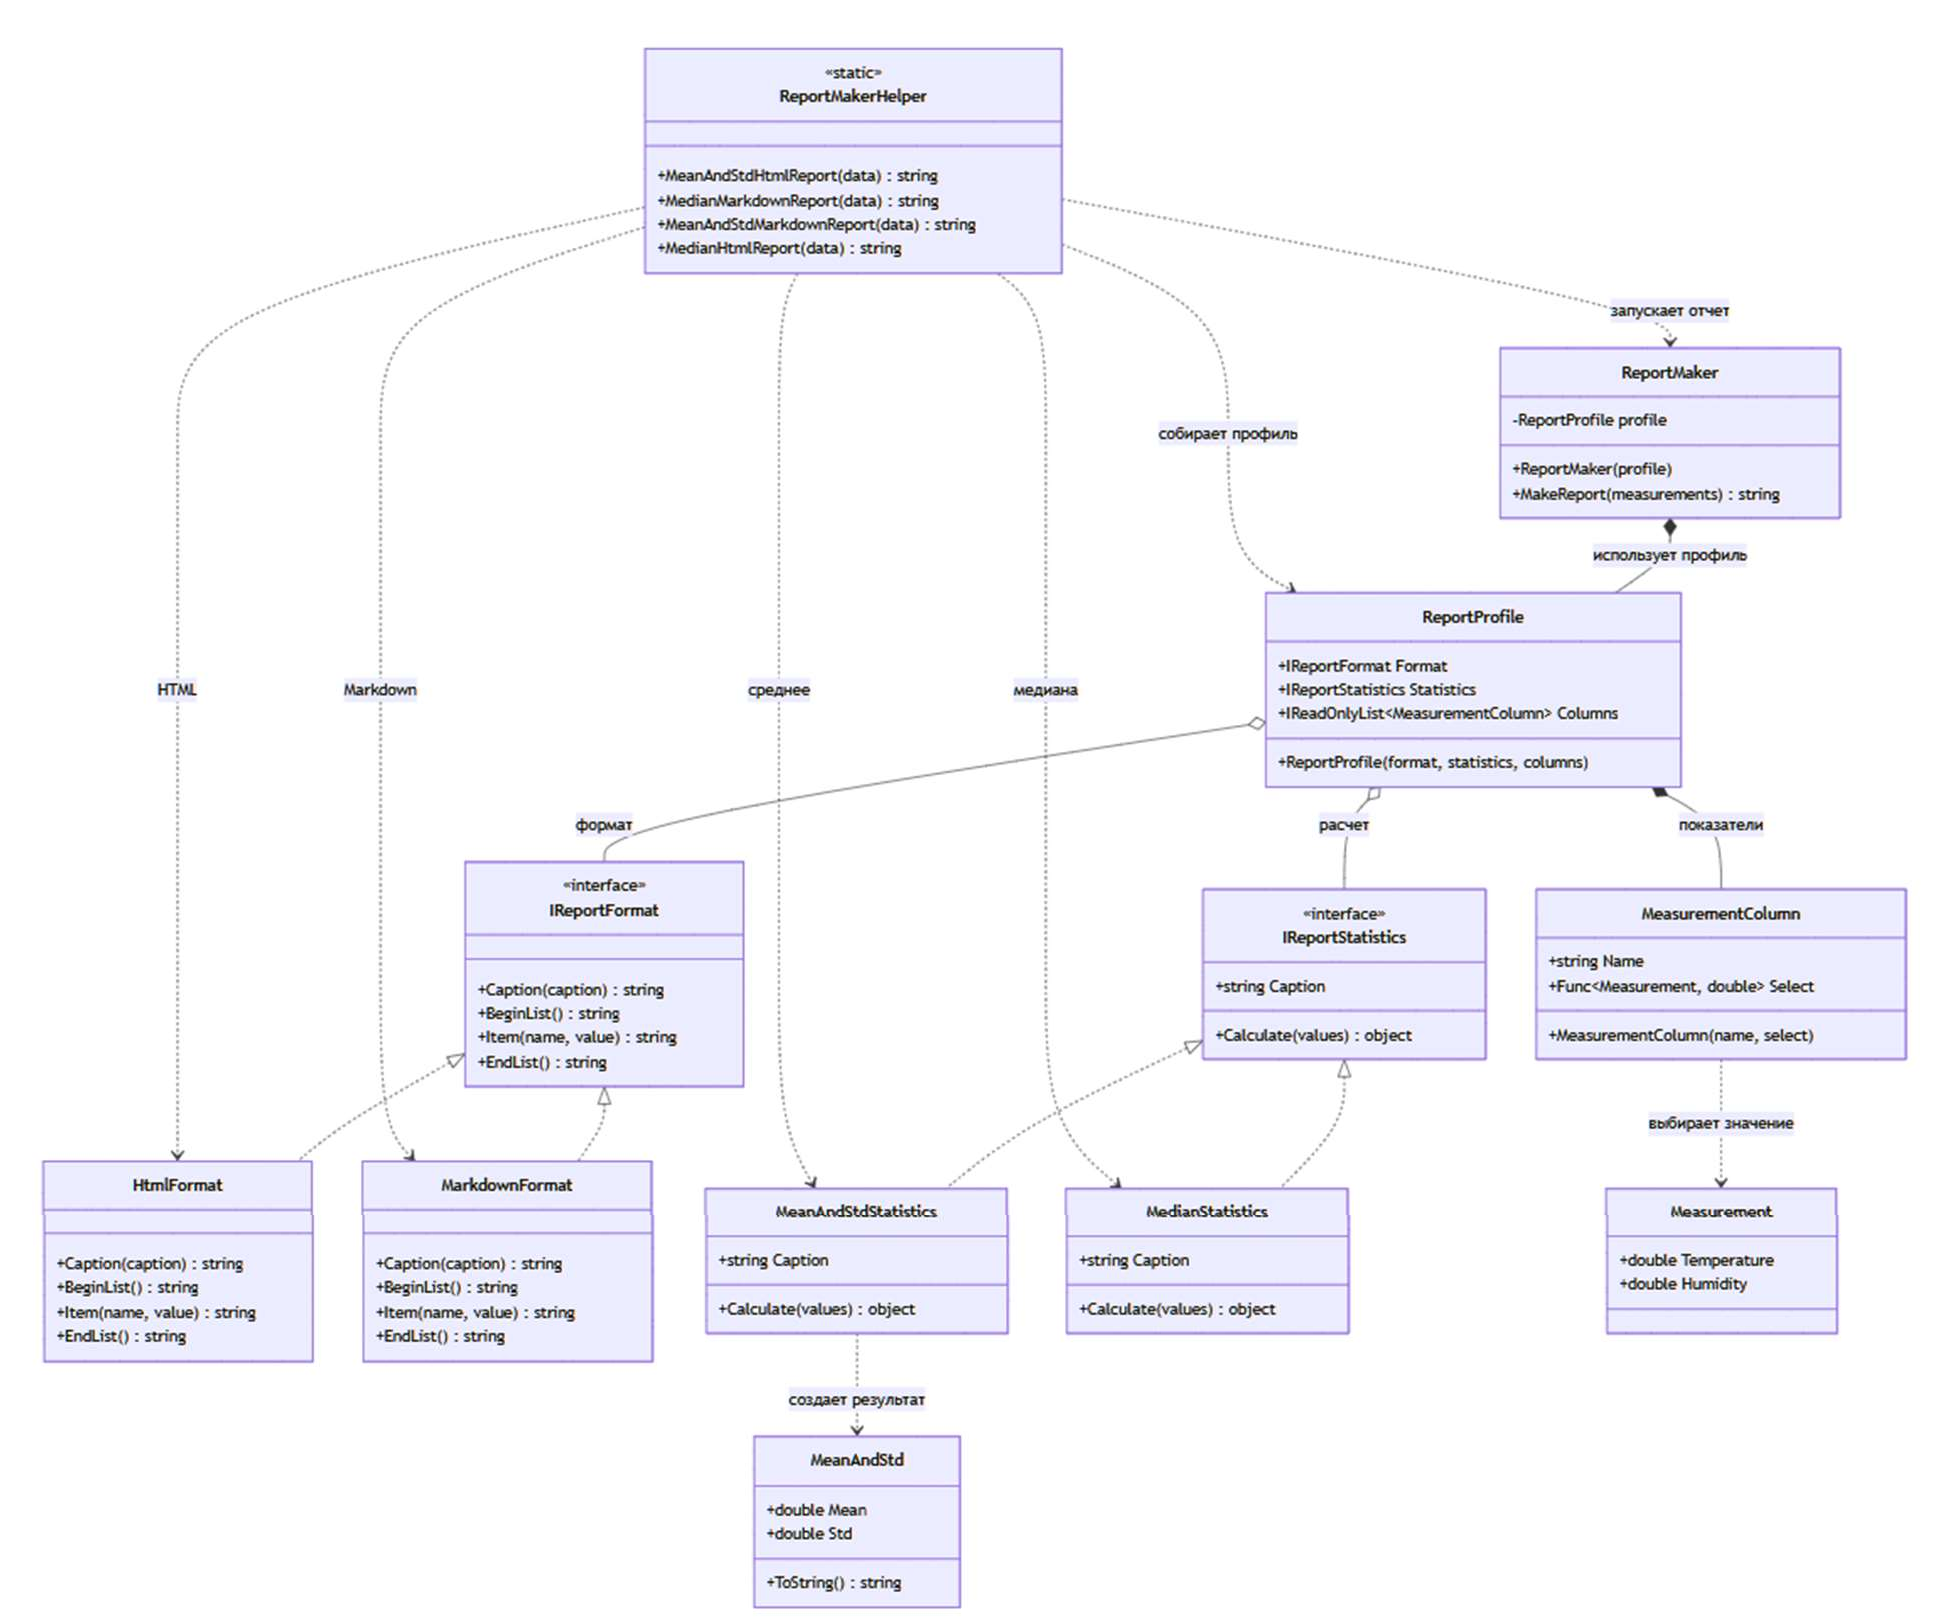 «static»
ReportMakerHelper
+MeanAndStdHtmlReport(data) : string
+MedianMarkdownReport(data) : string
+MeanAndStdMarkdownReport(data) : string
+MedianHtmlReport(data) : string
запускает отчет
ReportMaker
-ReportProfile profile
+ReportMaker(profile)
+MakeReport(measurements) : string
собирает профиль
использует профиль
ReportProfile
+IReportFormat Format
+IReportStatistics Statistics
+IReadOnlyList<MeasurementColumn> Columns
+ReportProfile(format, statistics, columns)
HTML
Markdown
среднее
медиана
формат
расчет
показатели
«interface»
IReportFormat
+Caption(caption) : string
+BeginList() : string
+Item(name, value) : string
+EndList() : string
«interface»
IReportStatistics
+string Caption
+Calculate(values) : object
MeasurementColumn
+string Name
+Func<Measurement, double> Select
+MeasurementColumn(name, select)
выбирает значение
HtmlFormat
+Caption(caption) : string
+BeginList() : string
+Item(name, value) : string
+EndList() : string
MarkdownFormat
+Caption(caption) : string
+BeginList() : string
+Item(name, value) : string
+EndList() : string
MeanAndStdStatistics
+string Caption
+Calculate(values) : object
MedianStatistics
+string Caption
+Calculate(values) : object
Measurement
+double Temperature
+double Humidity
создает результат
MeanAndStd
+double Mean
+double Std
+ToString() : string